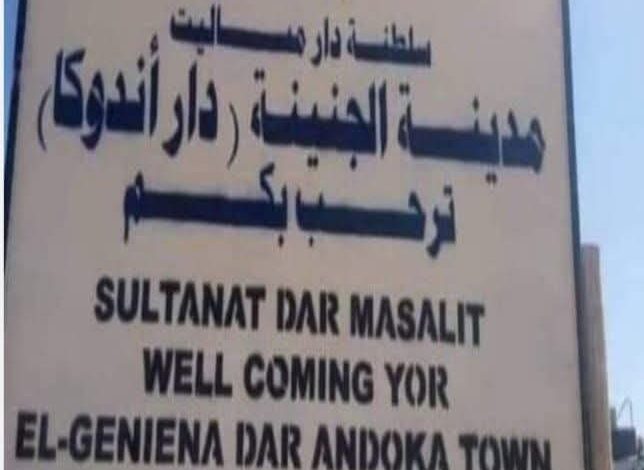 سلطنة دار مساليت
مدينة الجنينة (دار أندوكا)
ترحب بكم
SULTANAT DAR MASALIT
WELL COMING YOR
EL-GENIENA DAR ANDOKA TOWN